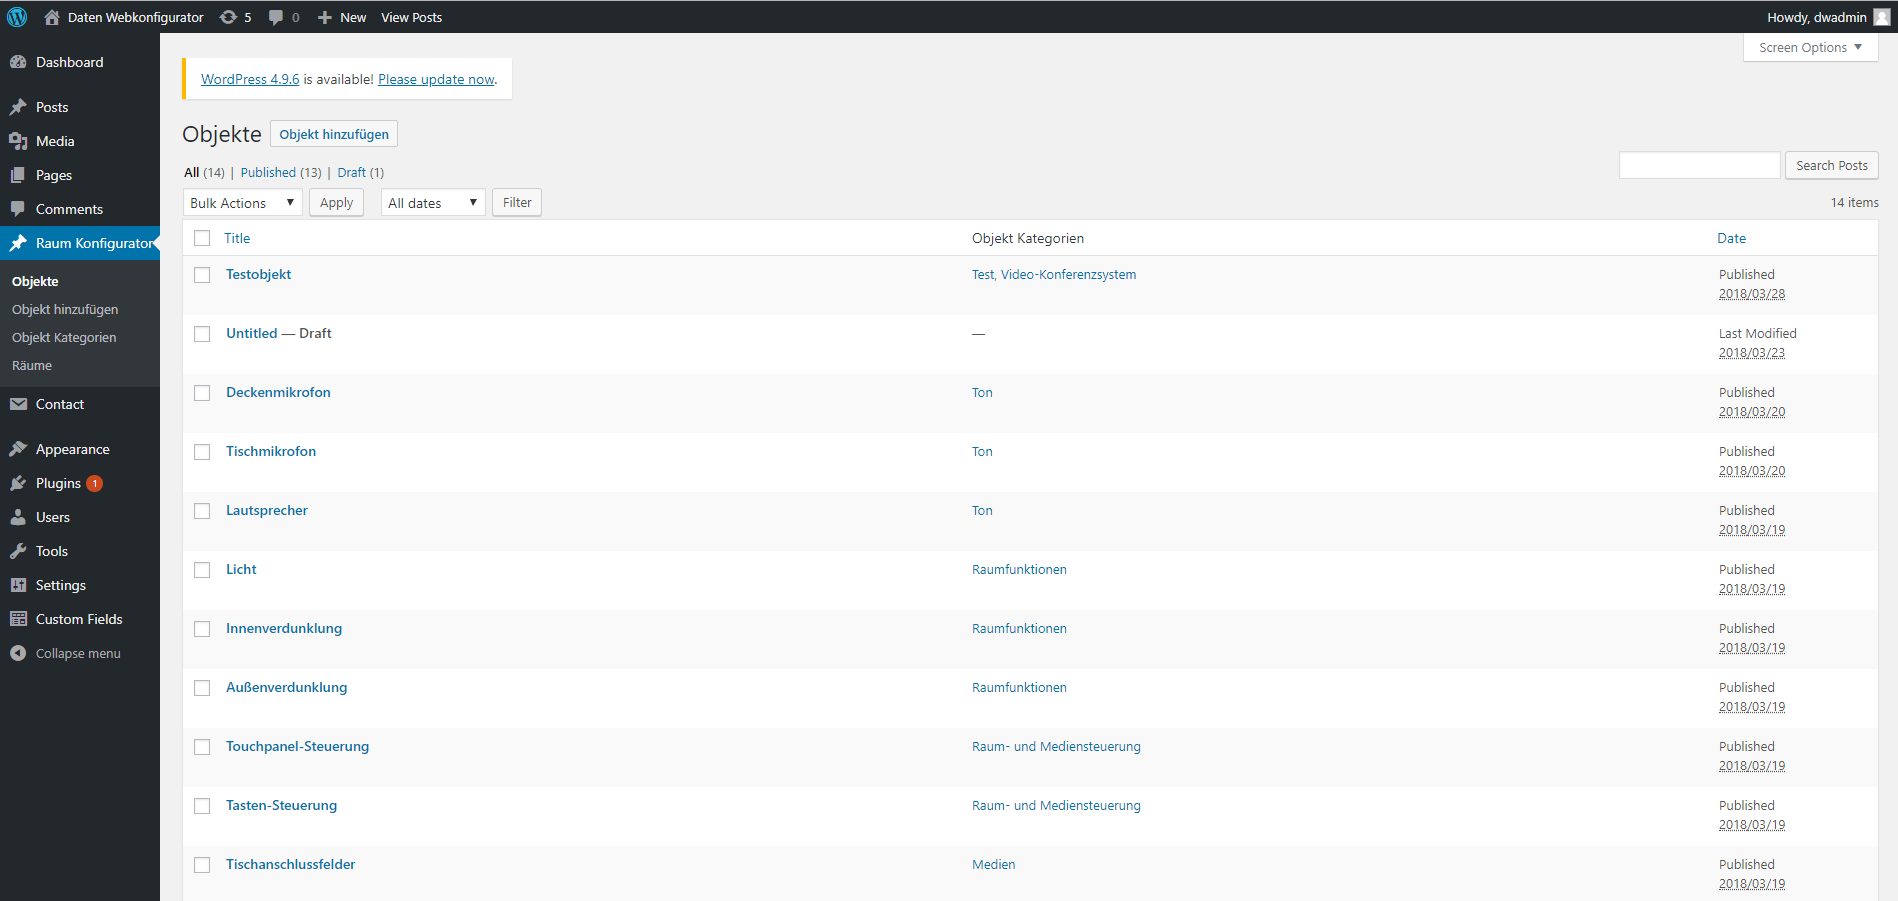 Daten Webkonfigurator 5 0 New View Posts Howdy, dwadmin
Screen Options
Dashboard
Posts
Media
Pages
Comments
Raum Konfigurator
Objekte
Objekt hinzufügen
Objekt Kategorien
Räume
Contact
Appearance
Plugins 1
Users
Tools
Settings
Custom Fields
Collapse menu
WordPress 4.9.6 is available! Please update now.
Objekte Objekt hinzufügen
All (14) | Published (13) | Draft (1)
Search Posts
Bulk Actions Apply All dates Filter 14 items
Title Objekt Kategorien Date
Testobjekt Test, Video-Konferenzsystem Published
2018/03/28
Untitled — Draft — Last Modified
2018/03/23
Deckenmikrofon Ton Published
2018/03/20
Tischmikrofon Ton Published
2018/03/20
Lautsprecher Ton Published
2018/03/19
Licht Raumfunktionen Published
2018/03/19
Innenverdunklung Raumfunktionen Published
2018/03/19
Außenverdunklung Raumfunktionen Published
2018/03/19
Touchpanel-Steuerung Raum- und Mediensteuerung Published
2018/03/19
Tasten-Steuerung Raum- und Mediensteuerung Published
2018/03/19
Tischanschlussfelder Medien Published
2018/03/19